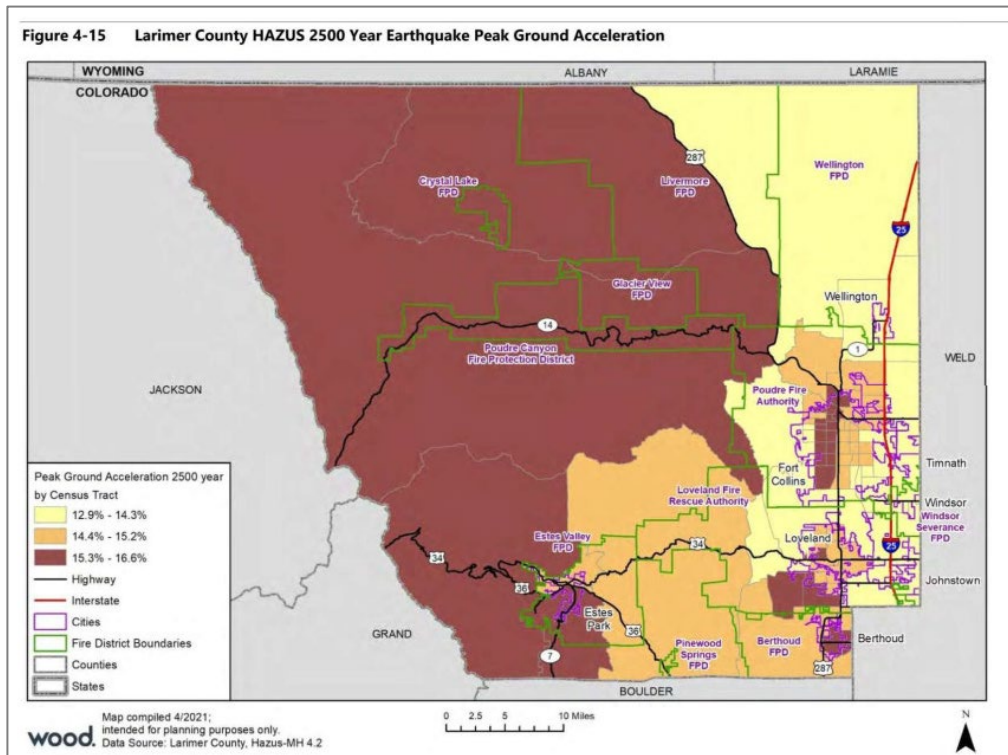 Figure 4-15 Larimer County HAZUS 2500 Year Earthquake Peak Ground Acceleration
WYOMING
ALBANY
LARAMIE
COLORADO
287
Wellington
FPD
Crystal Lake
FPD
Livermore
FPD
25
Glacier View
FPD
Wellington
14
1
Poudre Canyon
Fire Protection District
WELD
JACKSON
Poudre Fire
Authority
Peak Ground Acceleration 2500 year
by Census Tract
12.9% - 14.3%
14.4% - 15.2%
15.3% - 16.6%
Highway
Interstate
Cities
Fire District Boundaries
Counties
States
Fort
Collins
Timnath
Loveland Fire
Rescue Authority
Windsor
Windsor
Severance
FPD
Estes Valley
FPD
34
34
Loveland
25
36
Johnstown
Estes
Park
GRAND
36
7
Pinewood
Springs
FPD
Berthoud
FPD
Berthoud
287
BOULDER
wood.
Map compiled 4/2021;
intended for planning purposes only.
Data Source: Larimer County, Hazus-MH 4.2
0 2.5 5 10 Miles
N